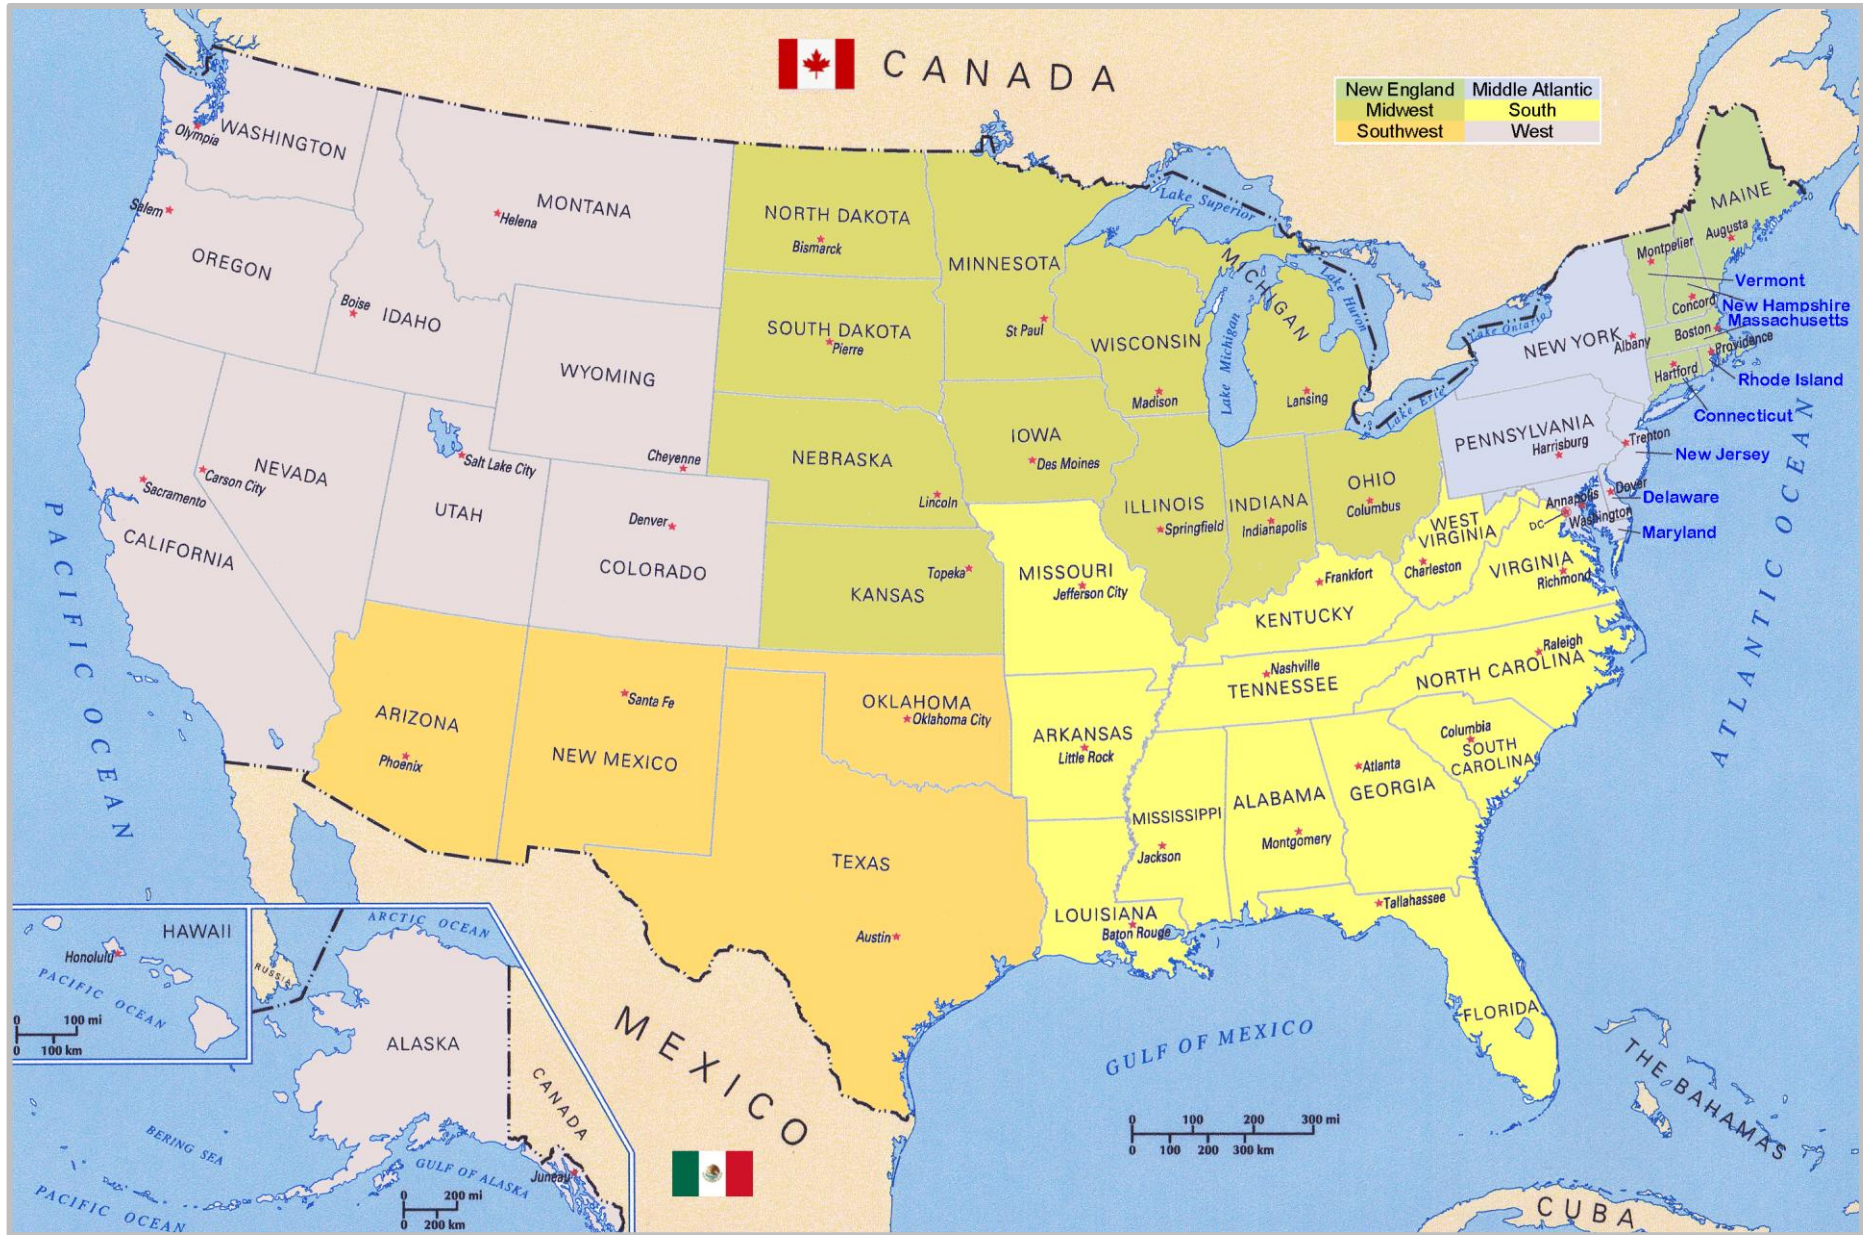 CANADA
New England Middle Atlantic
Midwest South
Southwest West
WASHINGTON
Olympia
MONTANA
Helena
NORTH DAKOTA
Bismarck
MINNESOTA
St Paul
Lake Superior
MICHIGAN
Lansing
Lake Huron
Lake Michigan
MAINE
Augusta
Montpelier
Vermont
Concord
New Hampshire
Boston
Massachusetts
Providence
Rhode Island
Hartford
Connecticut
Lake Ontario
NEW YORK
Albany
Lake Erie
Salem
OREGON
Boise
IDAHO
WYOMING
Cheyenne
SOUTH DAKOTA
Pierre
WISCONSIN
Madison
IOWA
Des Moines
NEBRASKA
Lincoln
PENNSYLVANIA
Harrisburg
Trenton
New Jersey
Dover
Delaware
Annapolis
Washington
DC
Maryland
OHIO
Columbus
INDIANA
Indianapolis
ILLINOIS
Springfield
NEVADA
Carson City
Sacramento
CALIFORNIA
Salt Lake City
UTAH
Denver
COLORADO
Topeka
KANSAS
MISSOURI
Jefferson City
WEST
VIRGINIA
Charleston
VIRGINIA
Richmond
Frankfort
KENTUCKY
Nashville
TENNESSEE
Raleigh
NORTH CAROLINA
Columbia
SOUTH
CAROLINA
ARIZONA
Phoenix
Santa Fe
NEW MEXICO
OKLAHOMA
Oklahoma City
ARKANSAS
Little Rock
MISSISSIPPI
Jackson
ALABAMA
Montgomery
Atlanta
GEORGIA
TEXAS
Austin
LOUISIANA
Baton Rouge
Tallahassee
FLORIDA
PACIFIC OCEAN
ATLANTIC OCEAN
GULF OF MEXICO
MEXICO
THE BAHAMAS
CUBA
HAWAII
Honolulu
PACIFIC OCEAN
0 100 mi
0 100 km
ARCTIC OCEAN
RUSSIA
ALASKA
CANADA
Juneau
BERING SEA
GULF OF ALASKA
PACIFIC OCEAN
0 200 mi
0 200 km
0 100 200 300 mi
0 100 200 300 km